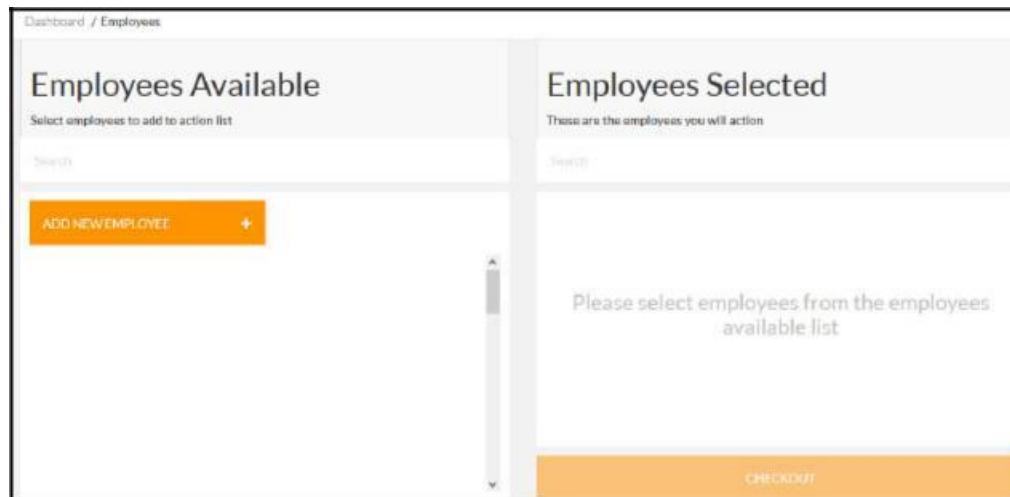 Dashboard / Employees
Employees Available
Select employees to add to action list
Search
ADD NEW EMPLOYEE +
Employees Selected
These are the employees you will action
Search
Please select employees from the employees
available list
CHECKOUT